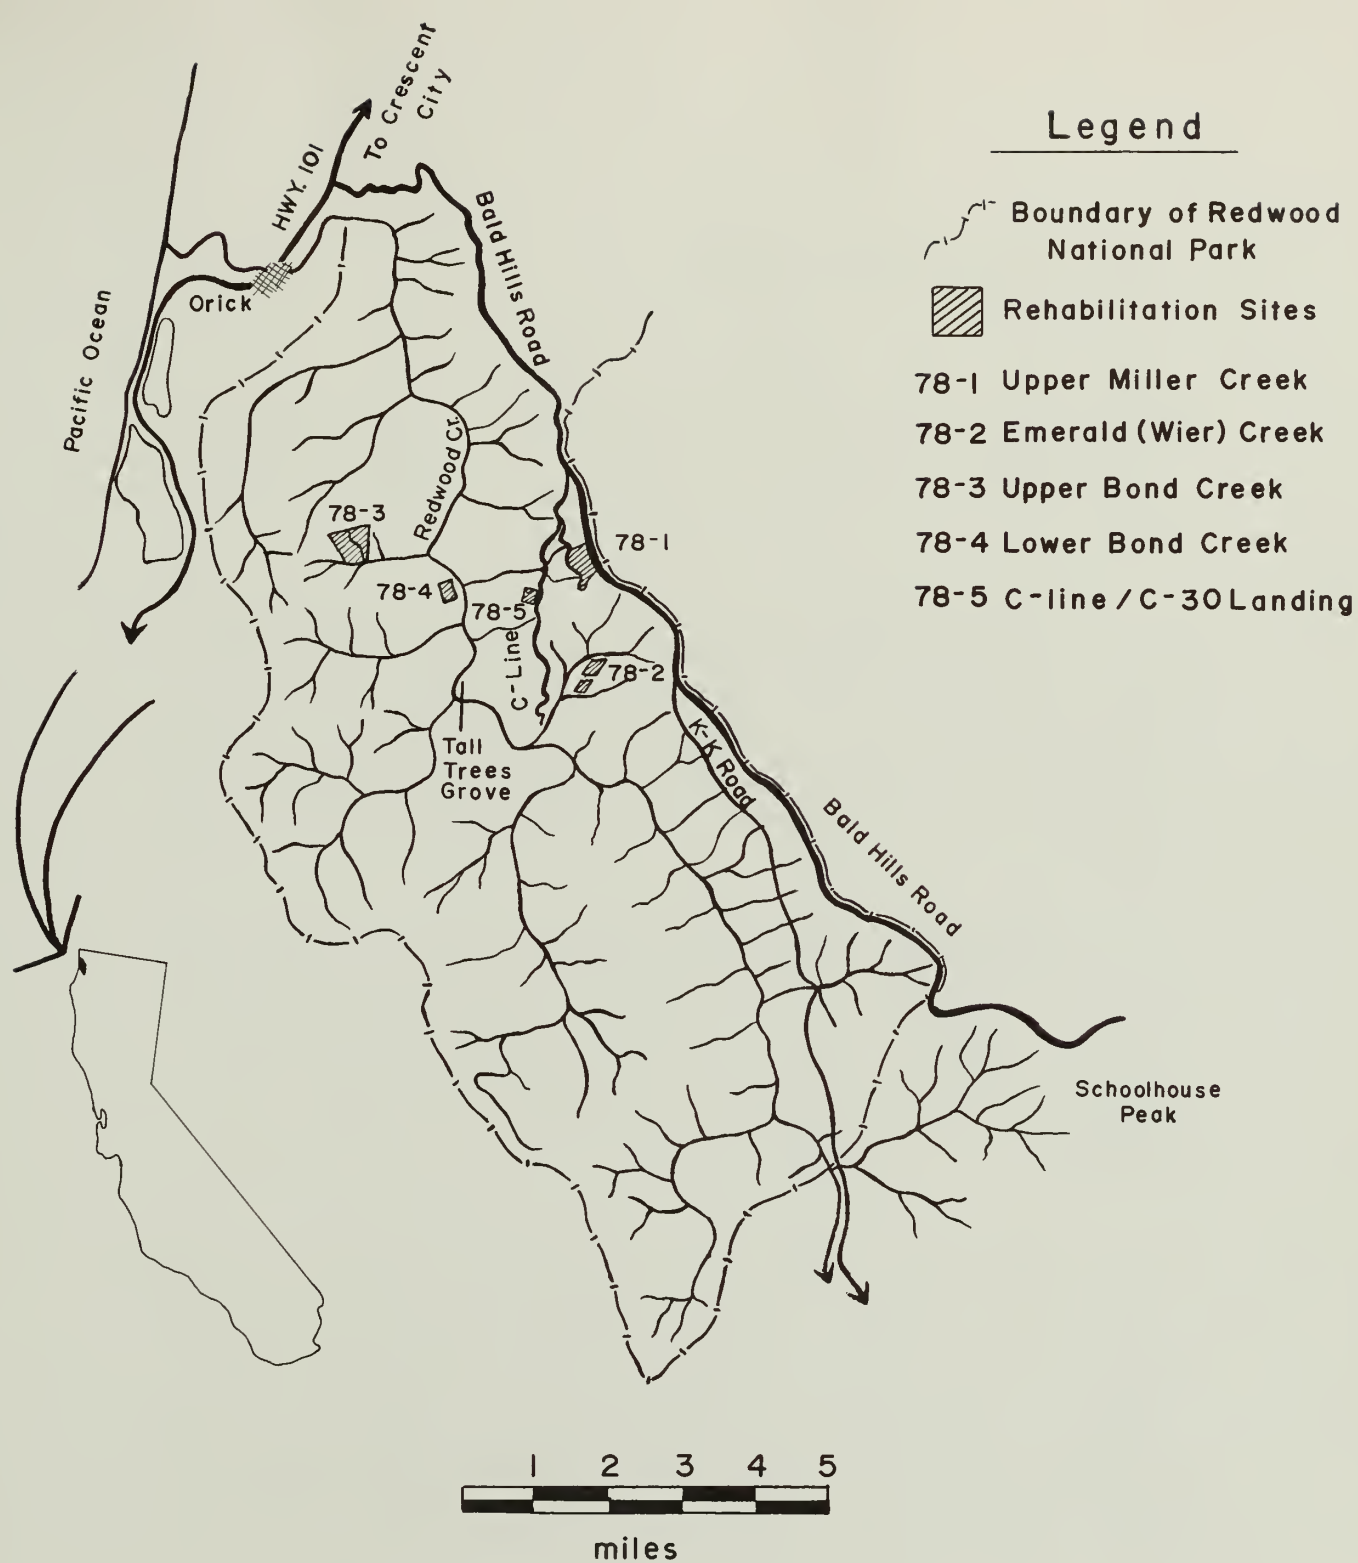 To Crescent
City
HWY. 101
Bald Hills Road
Orick
Pacific Ocean
Redwood Cr.
78-3
78-1
78-4
78-5
C-Line
78-2
Tall
Trees
Grove
K-K Road
Bald Hills Road
Schoolhouse
Peak
Legend
Boundary of Redwood
National Park
Rehabilitation Sites
78-1 Upper Miller Creek
78-2 Emerald (Wier) Creek
78-3 Upper Bond Creek
78-4 Lower Bond Creek
78-5 C-line / C-30 Landing
1 2 3 4 5
miles